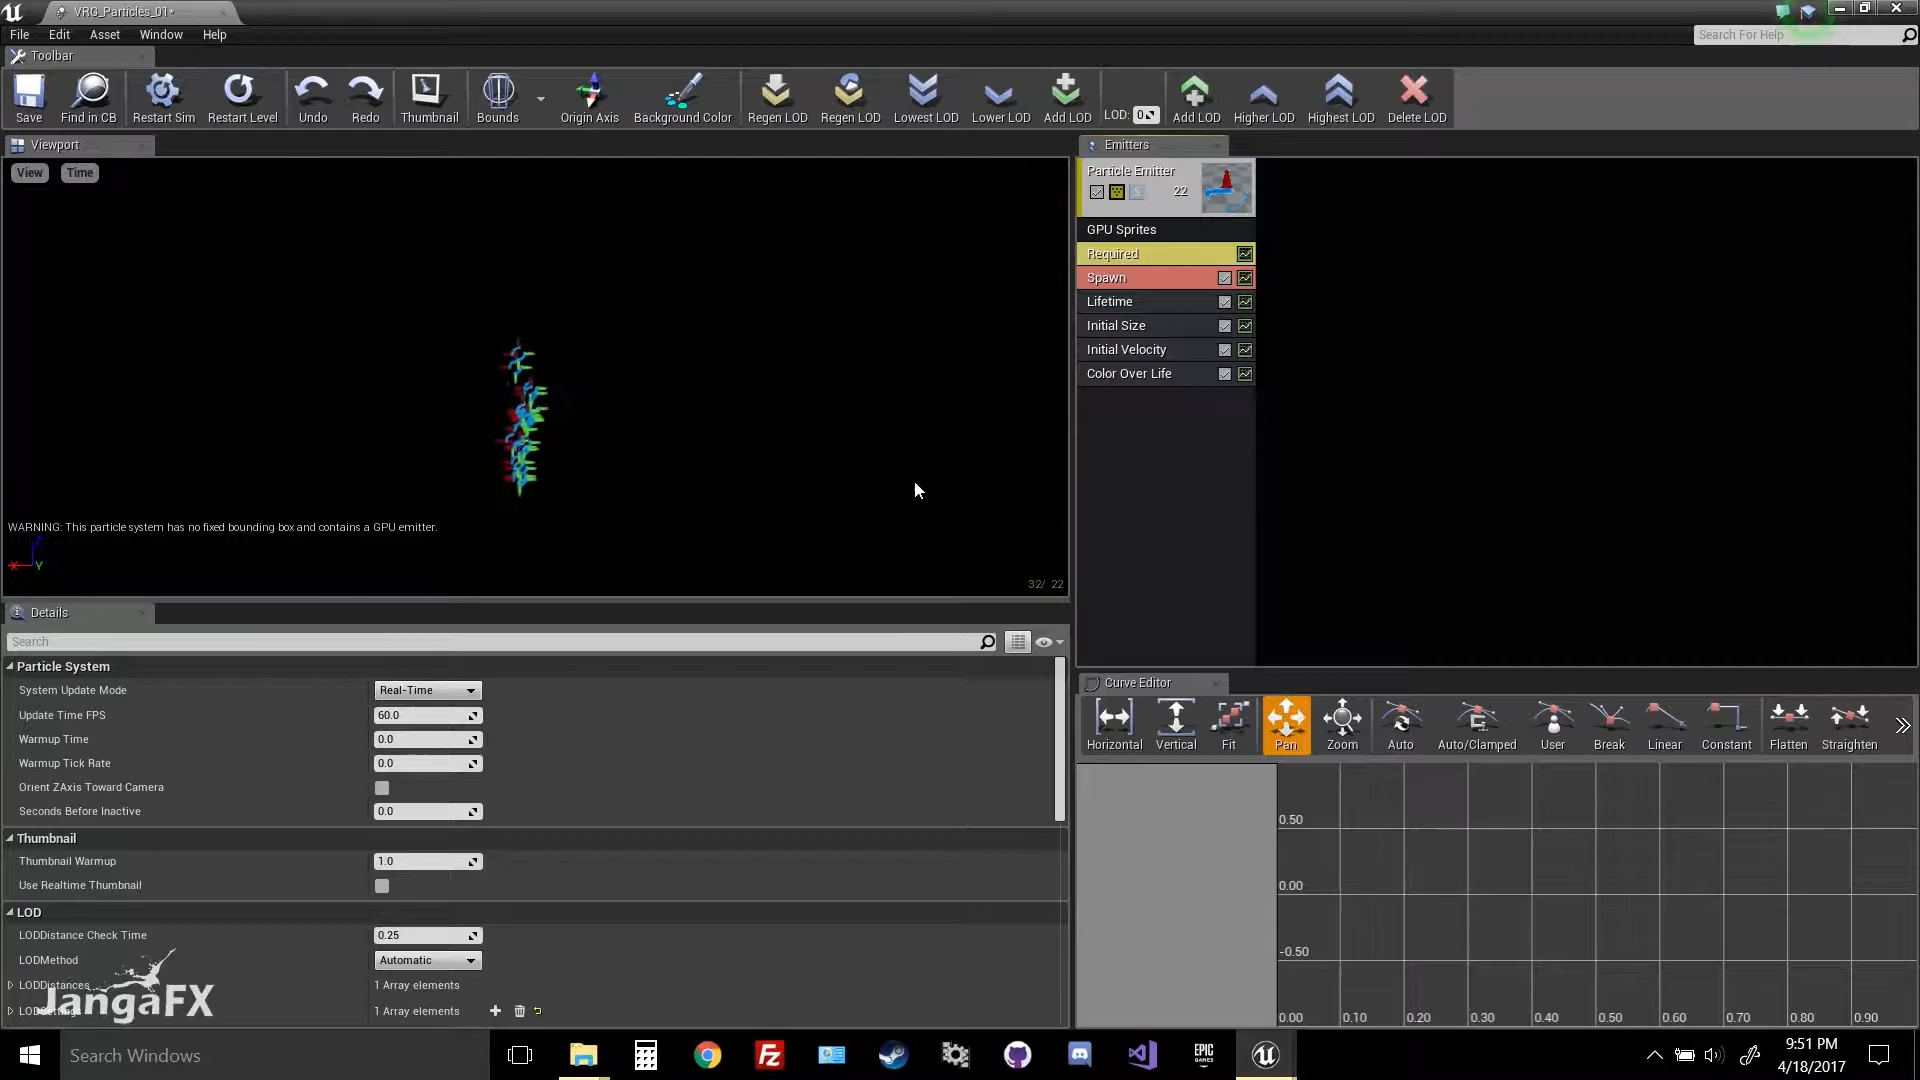 VRG_Particles_01*
File Edit Asset Window Help
Search For Help
Toolbar
Save Find in CB Restart Sim Restart Level Undo Redo Thumbnail Bounds Origin Axis Background Color Regen LOD Regen LOD Lowest LOD Lower LOD Add LOD LOD: 0 Add LOD Higher LOD Highest LOD Delete LOD
Viewport
View Time
WARNING: This particle system has no fixed bounding box and contains a GPU emitter.
X Y
32/ 22
Emitters
Particle Emitter
22
GPU Sprites
Required
Spawn
Lifetime
Initial Size
Initial Velocity
Color Over Life
Details
Search
Particle System
System Update Mode Real-Time
Update Time FPS 60.0
Warmup Time 0.0
Warmup Tick Rate 0.0
Orient ZAxis Toward Camera
Seconds Before Inactive 0.0
Thumbnail
Thumbnail Warmup 1.0
Use Realtime Thumbnail
LOD
LODDistance Check Time 0.25
LODMethod Automatic
LODDistances 1 Array elements
1 Array elements
JangaFX
Curve Editor
Horizontal Vertical Fit Pan Zoom Auto Auto/Clamped User Break Linear Constant Flatten Straighten
0.50
0.00
-0.50
0.00 0.10 0.20 0.30 0.40 0.50 0.60 0.70 0.80 0.90
Search Windows
EPIC
GAMES
9:51 PM
4/18/2017